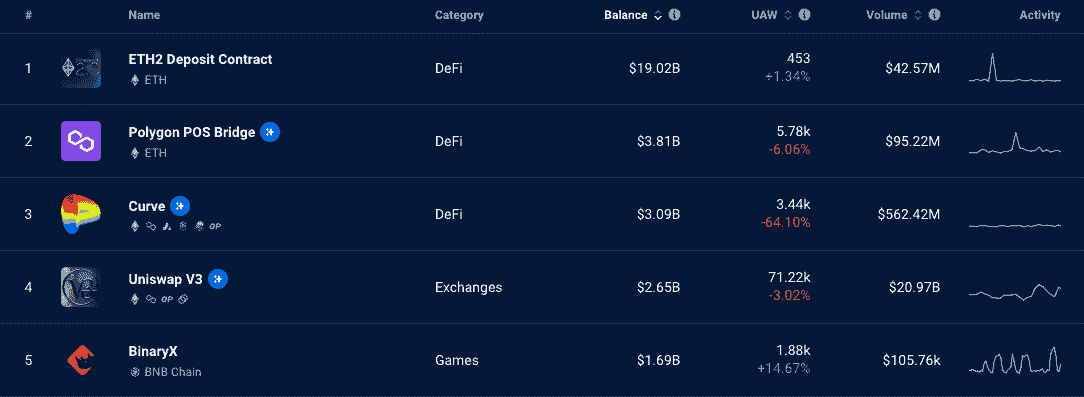 # Name Category Balance UAW Volume Activity
1 ETH2 Deposit Contract DeFi $19.02B 453 $42.57M
ETH +1.34%
2 Polygon POS Bridge DeFi $3.81B 5.78k $95.22M
ETH -6.06%
3 Curve DeFi $3.09B 3.44k $562.42M
OP -64.10%
4 Uniswap V3 Exchanges $2.65B 71.22k $20.97B
OP -3.02%
5 BinaryX Games $1.69B 1.88k $105.76k
BNB Chain +14.67%